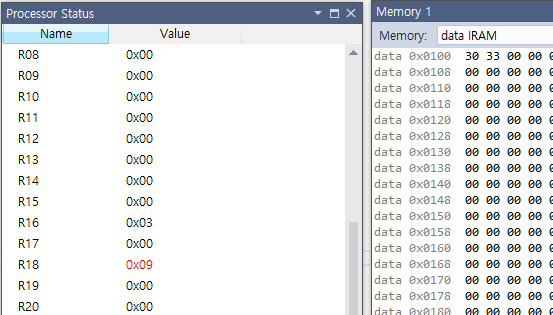 Processor Status
Name Value
R08 0x00
R09 0x00
R10 0x00
R11 0x00
R12 0x00
R13 0x00
R14 0x00
R15 0x00
R16 0x03
R17 0x00
R18 0x09
R19 0x00
R20 0x00
Memory 1
Memory: data IRAM
data 0x0100 30 33 00 00 0
data 0x0108 00 00 00 00 0
data 0x0110 00 00 00 00 0
data 0x0118 00 00 00 00 0
data 0x0120 00 00 00 00 0
data 0x0128 00 00 00 00 0
data 0x0130 00 00 00 00 0
data 0x0138 00 00 00 00 0
data 0x0140 00 00 00 00 0
data 0x0148 00 00 00 00 0
data 0x0150 00 00 00 00 0
data 0x0158 00 00 00 00 0
data 0x0160 00 00 00 00 0
data 0x0168 00 00 00 00 0
data 0x0170 00 00 00 00 0
data 0x0178 00 00 00 00 0
data 0x0180 00 00 00 00 0